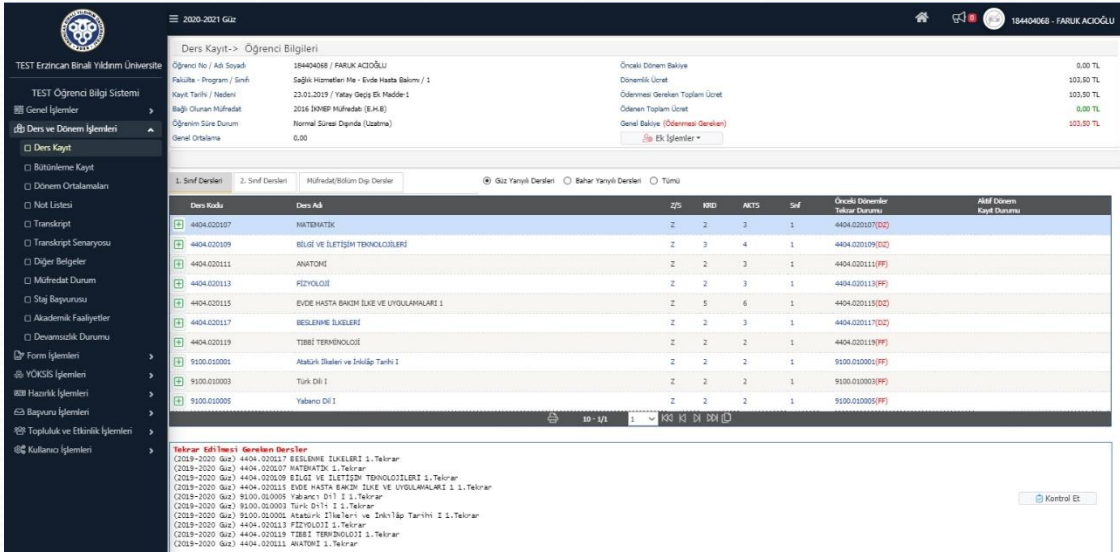 2020-2021 Güz
184404068 - FARUK ACIOĞLU
TEST Erzincan Binali Yıldırım Üniversite
TEST Öğrenci Bilgi Sistemi
Genel İşlemler
Ders ve Dönem İşlemleri
Ders Kayıt
Bütünleme Kayıt
Dönem Ortalamaları
Not Listesi
Transkript
Transkript Senaryosu
Diğer Belgeler
Müfredat Durum
Staj Başvurusu
Akademik Faaliyetler
Devamsızlık Durumu
Form İşlemleri
YÖKSİS İşlemleri
Hazırlık İşlemleri
Başvuru İşlemleri
Topluluk ve Etkinlik İşlemleri
Kullanıcı İşlemleri
Ders Kayıt-> Öğrenci Bilgileri
Öğrenci No / Adı Soyadı 184404068 / FARUK ACIOĞLU Önceki Dönem Bakiye 0,00 TL
Fakülte - Program / Sınıfı Sağlık Hizmetleri Me - Evde Hasta Bakımı / 1 Dönemlik Ücret 103,50 TL
Kayıt Tarihi / Nedeni 23.01.2019 / Yatay Geçiş Ek Madde-1 Ödenmesi Gereken Toplam Ücret 103,50 TL
Bağlı Olunan Müfredat 2016 İKMEP Müfredatı (E.H.B) Ödenen Toplam Ücret 0,00 TL
Öğrenim Süre Durum Normal Süresi Dışında (Uzatma) Genel Bakiye (Ödenmesi Gereken) 103,50 TL
Genel Ortalama 0,00 Ek İşlemler
1. Sınıf Dersleri 2. Sınıf Dersleri Müfredat/Bölüm Dışı Dersler Güz Yarıyılı Dersleri Bahar Yarıyılı Dersleri Tümü
Ders Kodu Ders Adı Z/S KRD AKTS Sınf Önceki Dönemler Tekrar Durumu Aktif Dönem Kayıt Durumu
4404.020107 MATEMATİK Z 2 3 1 4404.020107(DZ)
4404.020109 BİLGİ VE İLETİŞİM TEKNOLOJİLERİ Z 3 4 1 4404.020109(DZ)
4404.020111 ANATOMİ Z 2 3 1 4404.020111(FF)
4404.020113 FİZYOLOJİ Z 2 3 1 4404.020113(FF)
4404.020115 EVDE HASTA BAKIM İLKE VE UYGULAMALARI 1 Z 5 6 1 4404.020115(DZ)
4404.020117 BESLENME İLKELERİ Z 2 3 1 4404.020117(DZ)
4404.020119 TIBBİ TERMİNOLOJİ Z 2 2 1 4404.020119(FF)
9100.010001 Atatürk İlkeleri ve İnkılâp Tarihi I Z 2 2 1 9100.010001(FF)
9100.010003 Türk Dili I Z 2 2 1 9100.010003(FF)
9100.010005 Yabancı Dil I Z 2 2 1 9100.010005(FF)
10 - 1/1 1
Tekrar Edilmesi Gereken Dersler
(2019-2020 Güz) 4404.020117 BESLENME İLKELERİ 1.Tekrar
(2019-2020 Güz) 4404.020107 MATEMATİK 1.Tekrar
(2019-2020 Güz) 4404.020109 BİLGİ VE İLETİŞİM TEKNOLOJİLERİ 1.Tekrar
(2019-2020 Güz) 4404.020115 EVDE HASTA BAKIM İLKE VE UYGULAMALARI 1 1.Tekrar
(2019-2020 Güz) 9100.010005 Yabancı Dil I 1.Tekrar
(2019-2020 Güz) 9100.010003 Türk Dili I 1.Tekrar
(2019-2020 Güz) 9100.010001 Atatürk İlkeleri ve İnkılâp Tarihi I 1.Tekrar
(2019-2020 Güz) 4404.020113 FİZYOLOJİ 1.Tekrar
(2019-2020 Güz) 4404.020119 TIBBİ TERMİNOLOJİ 1.Tekrar
(2019-2020 Güz) 4404.020111 ANATOMİ 1.Tekrar
Kontrol Et